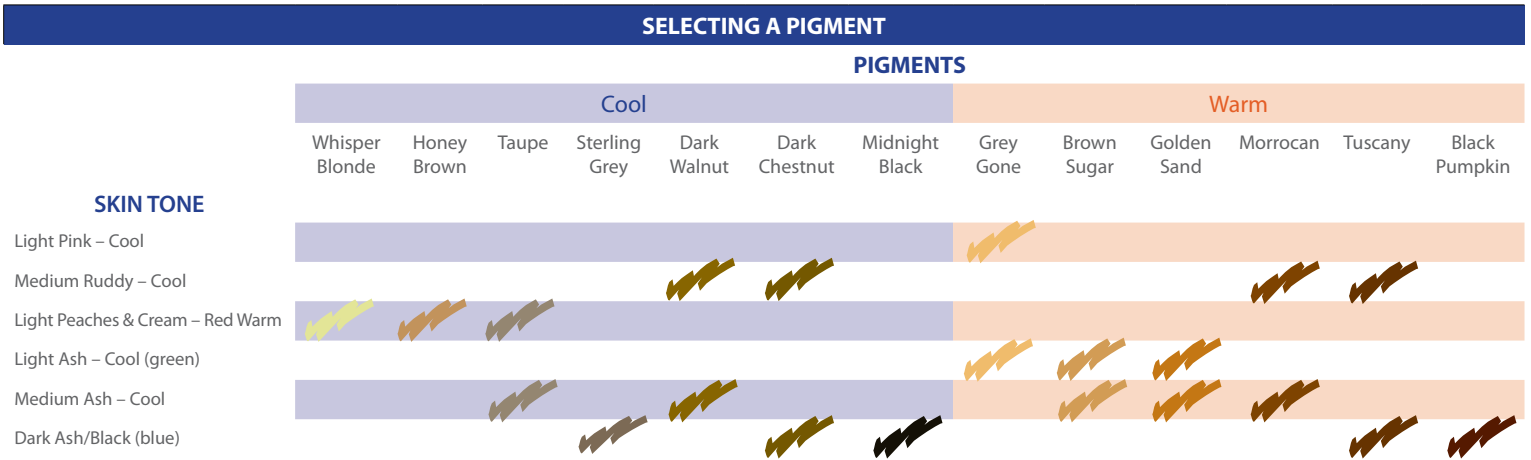 SELECTING A PIGMENT
PIGMENTS
Cool Warm
Whisper Honey Taupe Sterling Dark Dark Midnight Grey Brown Golden Morrocan Tuscany Black
Blonde Brown Grey Walnut Chestnut Black Gone Sugar Sand Pumpkin
SKIN TONE
Light Pink – Cool
Medium Ruddy – Cool
Light Peaches & Cream – Red Warm
Light Ash – Cool (green)
Medium Ash – Cool
Dark Ash/Black (blue)